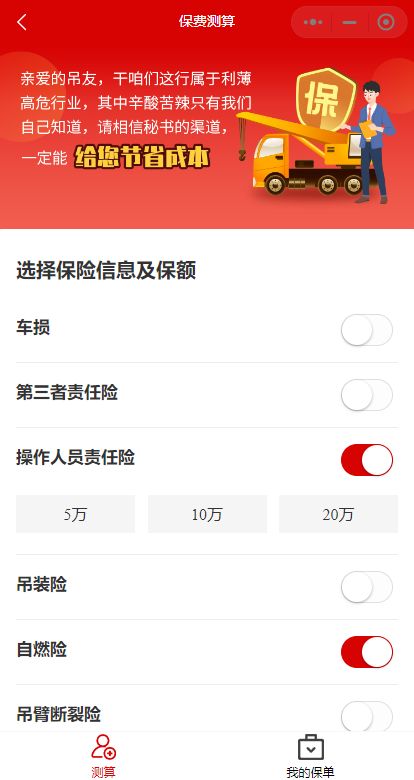 保费测算
亲爱的吊友，干咱们这行属于利薄
高危行业，其中辛酸苦辣只有我们
自己知道，请相信秘书的渠道，
一定能 给您节省成本
保
选择保险信息及保额
车损
第三者责任险
操作人员责任险
5万 10万 20万
吊装险
自燃险
吊臂断裂险
测算 我的保单